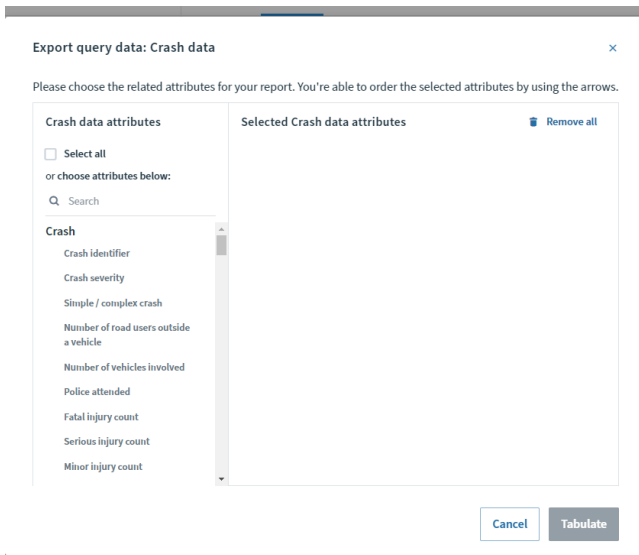 Export query data: Crash data
×
Please choose the related attributes for your report. You're able to order the selected attributes by using the arrows.
Crash data attributes
Selected Crash data attributes
Remove all
Select all
or choose attributes below:
Search
Crash
Crash identifier
Crash severity
Simple / complex crash
Number of road users outside
a vehicle
Number of vehicles involved
Police attended
Fatal injury count
Serious injury count
Minor injury count
Cancel
Tabulate